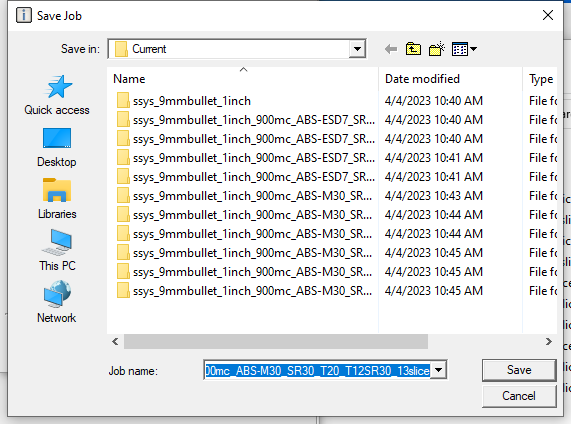 Save Job
Save in: Current
Name Date modified Type
Quick access
Desktop
Libraries
This PC
Network
ssys_9mmbullet_1inch 4/4/2023 10:40 AM File fo
ssys_9mmbullet_1inch_900mc_ABS-ESD7_SR... 4/4/2023 10:40 AM File fo
ssys_9mmbullet_1inch_900mc_ABS-ESD7_SR... 4/4/2023 10:40 AM File fo
ssys_9mmbullet_1inch_900mc_ABS-ESD7_SR... 4/4/2023 10:41 AM File fo
ssys_9mmbullet_1inch_900mc_ABS-ESD7_SR... 4/4/2023 10:41 AM File fo
ssys_9mmbullet_1inch_900mc_ABS-M30_SR... 4/4/2023 10:43 AM File fo
ssys_9mmbullet_1inch_900mc_ABS-M30_SR... 4/4/2023 10:44 AM File fo
ssys_9mmbullet_1inch_900mc_ABS-M30_SR... 4/4/2023 10:44 AM File fo
ssys_9mmbullet_1inch_900mc_ABS-M30_SR... 4/4/2023 10:45 AM File fo
ssys_9mmbullet_1inch_900mc_ABS-M30_SR... 4/4/2023 10:45 AM File fo
ssys_9mmbullet_1inch_900mc_ABS-M30_SR... 4/4/2023 10:45 AM File fo
Job name: 00mc_ABS-M30_SR30_T20_T12SR30_13slice Save
Cancel